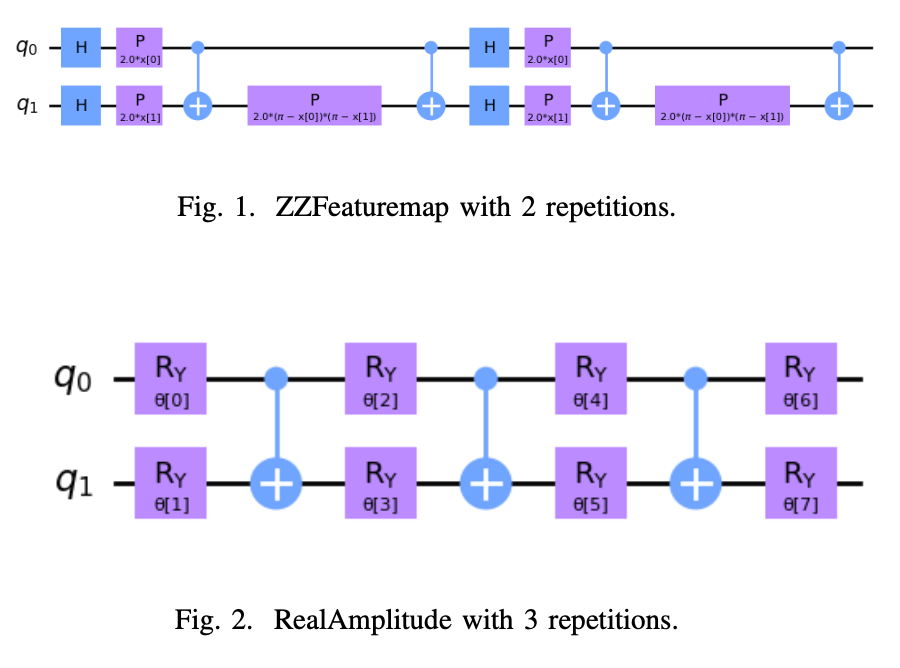 q0 H P 2.0*x[0] H P 2.0*x[0]
q1 H P 2.0*x[1] P 2.0*(π − x[0])*(π − x[1]) H P 2.0*x[1] P 2.0*(π − x[0])*(π − x[1])
Fig. 1. ZZFeaturemap with 2 repetitions.
q0 RY θ[0] RY θ[2] RY θ[4] RY θ[6]
q1 RY θ[1] RY θ[3] RY θ[5] RY θ[7]
Fig. 2. RealAmplitude with 3 repetitions.